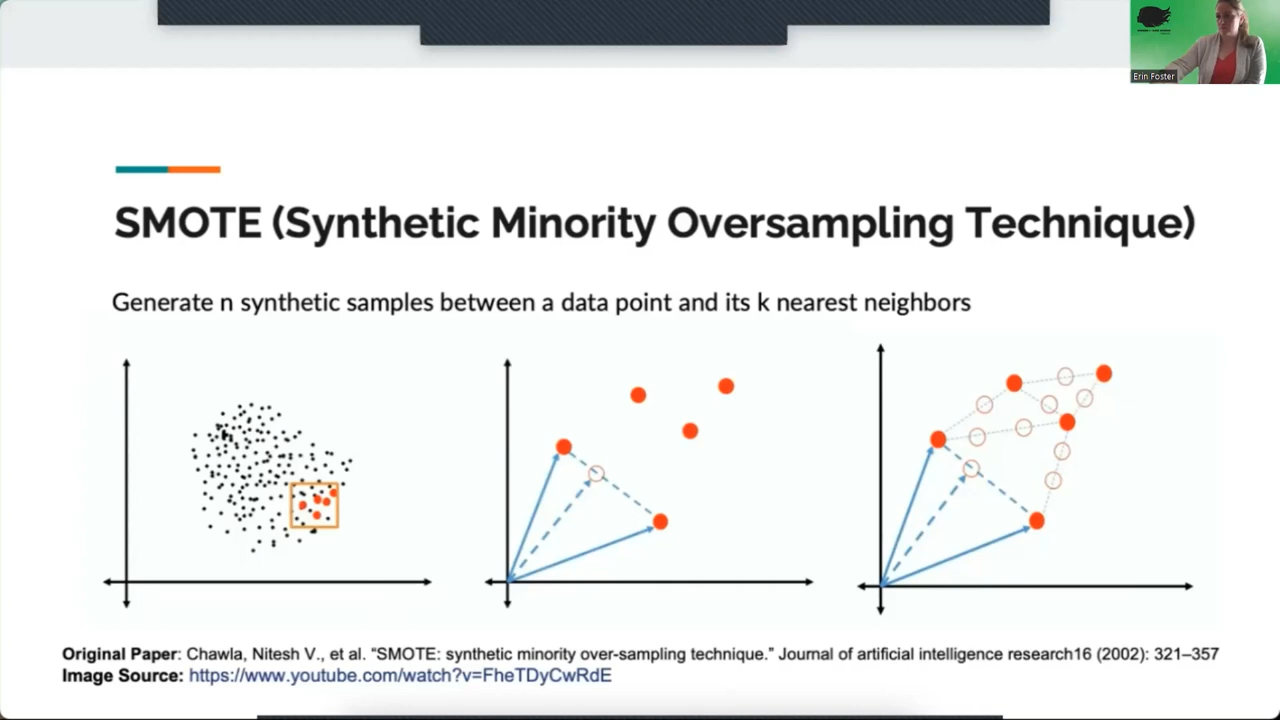 Erin Foster
SMOTE (Synthetic Minority Oversampling Technique)
Generate n synthetic samples between a data point and its k nearest neighbors
Original Paper: Chawla, Nitesh V., et al. “SMOTE: synthetic minority over-sampling technique.” Journal of artificial intelligence research16 (2002): 321–357
Image Source: https://www.youtube.com/watch?v=FheTDyCwRdE